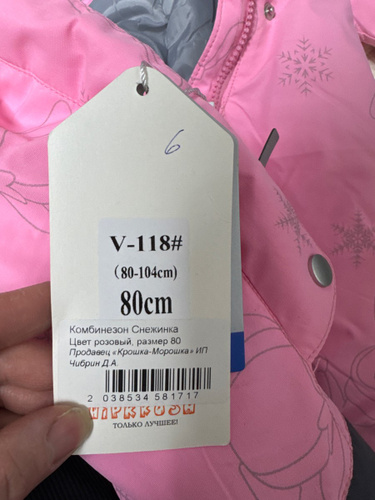 6
V-118#
(80-104cm)
80cm
Комбинезон Снежинка
Цвет розовый, размер 80
Продавец «Крошка-Морошка» ИП
Чибрин Д.А.
2 038534 581717
ТОЛЬКО ЛУЧШЕЕ!